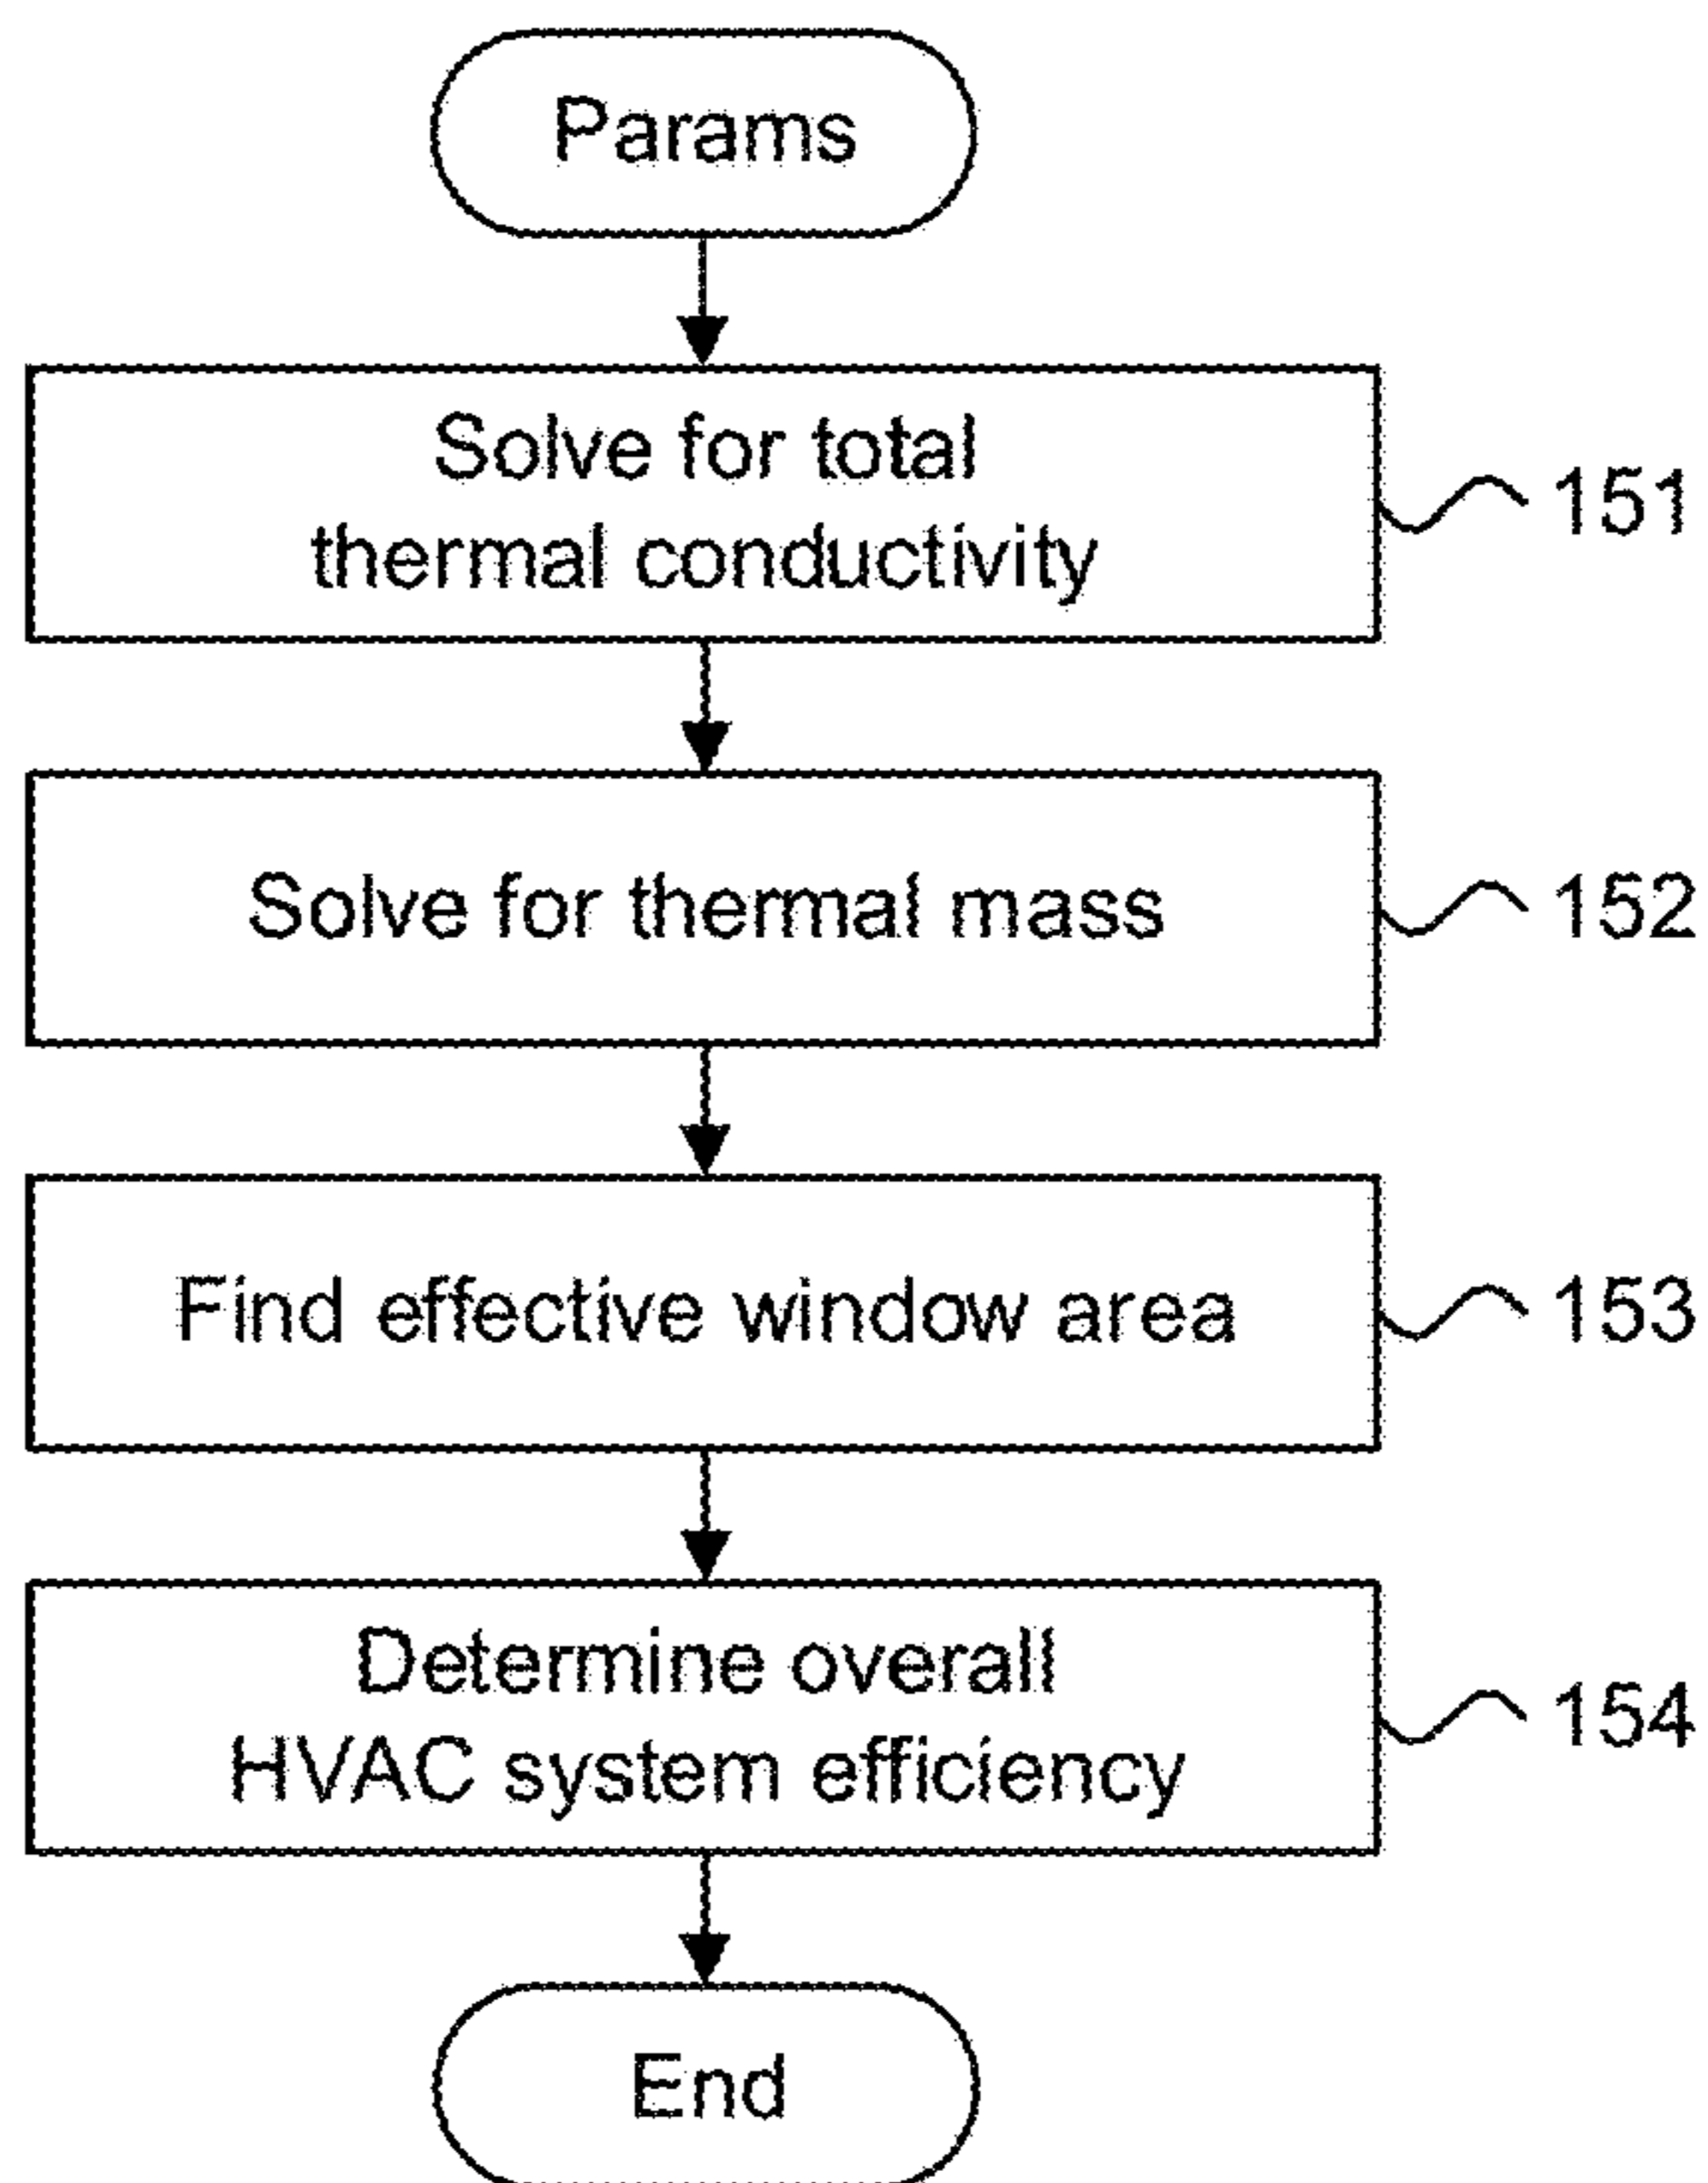 Params
Solve for total
thermal conductivity
151
Solve for thermal mass
152
Find effective window area
153
Determine overall
HVAC system efficiency
154
End